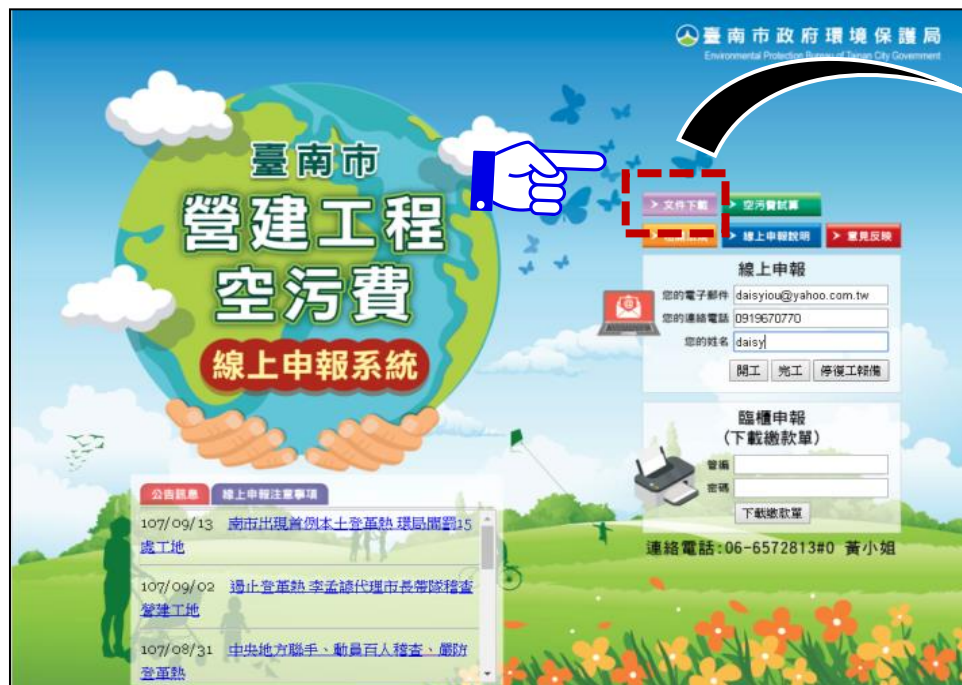 臺南市政府環境保護局
Environmental Protection Bureau of Tainan City Government
臺南市
營建工程
空污費
線上申報系統
> 文件下載
> 空污費試算
> 線上申報說明
> 意見反映
線上申報
您的電子郵件 daisyiou@yahoo.com.tw
您的連絡電話 0919670770
您的姓名 daisy
開工 完工 停復工報備
臨櫃申報
(下載繳款單)
管編
密碼
下載繳款單
連絡電話:06-6572813#0 黃小姐
公告訊息 線上申報注意事項
107/09/13 南市出現首例本土登革熱 環局開罰15
處工地
107/09/02 遏止登革熱 李孟諺代理市長帶隊稽查
營建工地
107/08/31 中央地方聯手、動員百人稽查、嚴防
登革熱